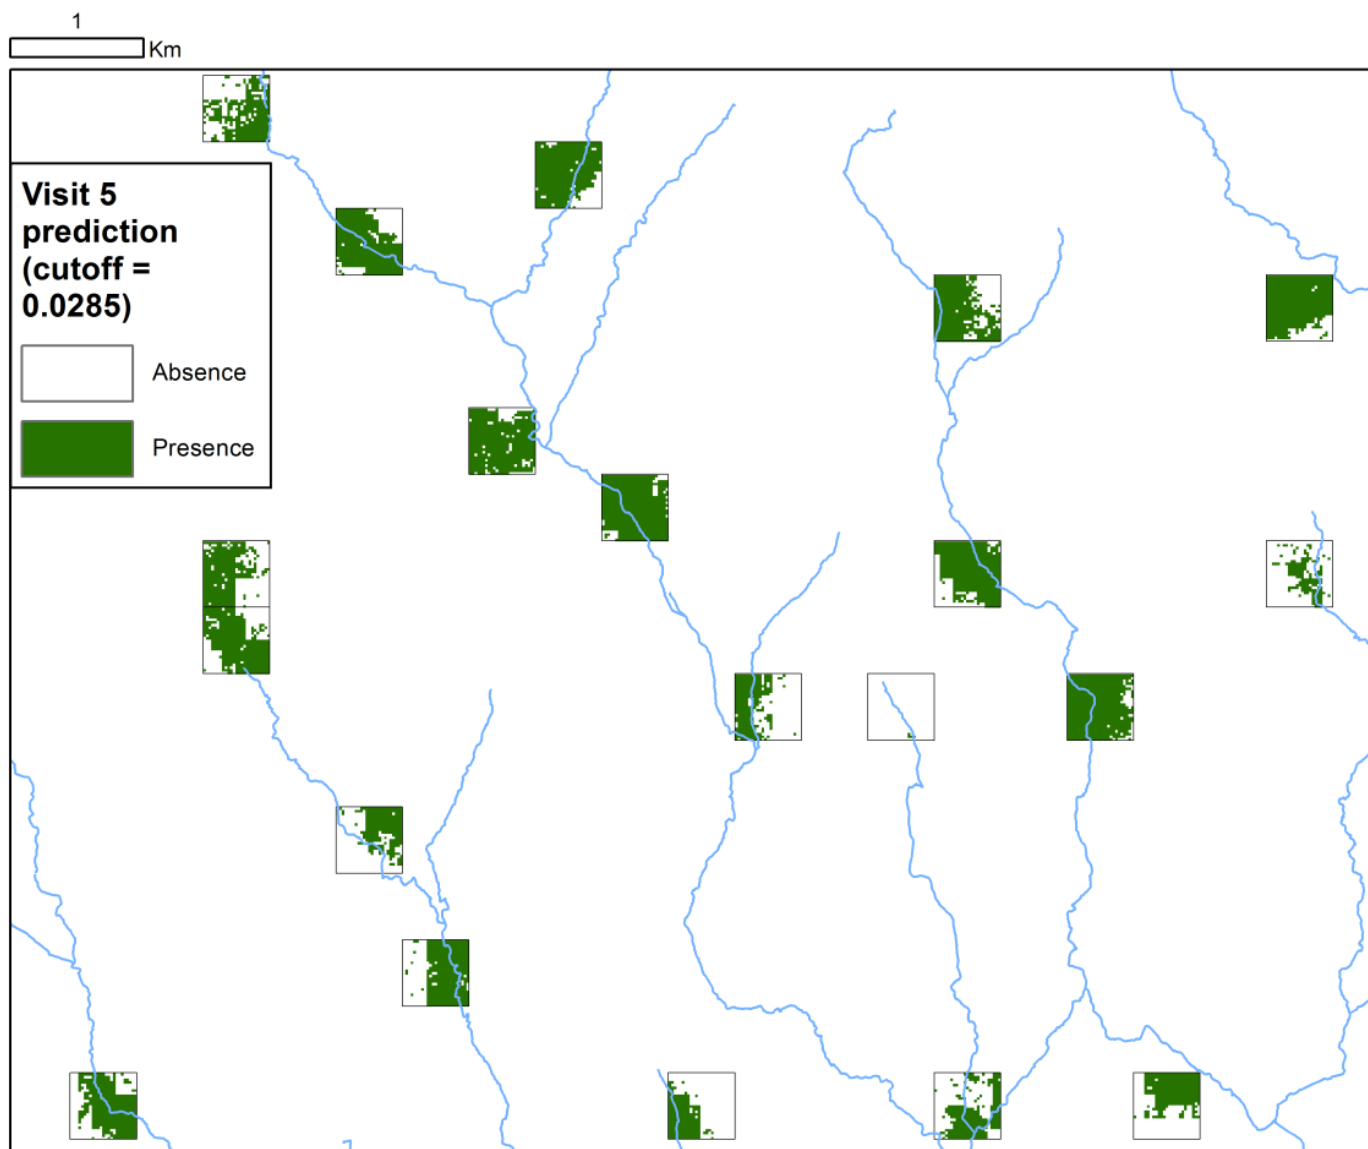 1
Km
Visit 5
prediction
(cutoff =
0.0285)
Absence
Presence